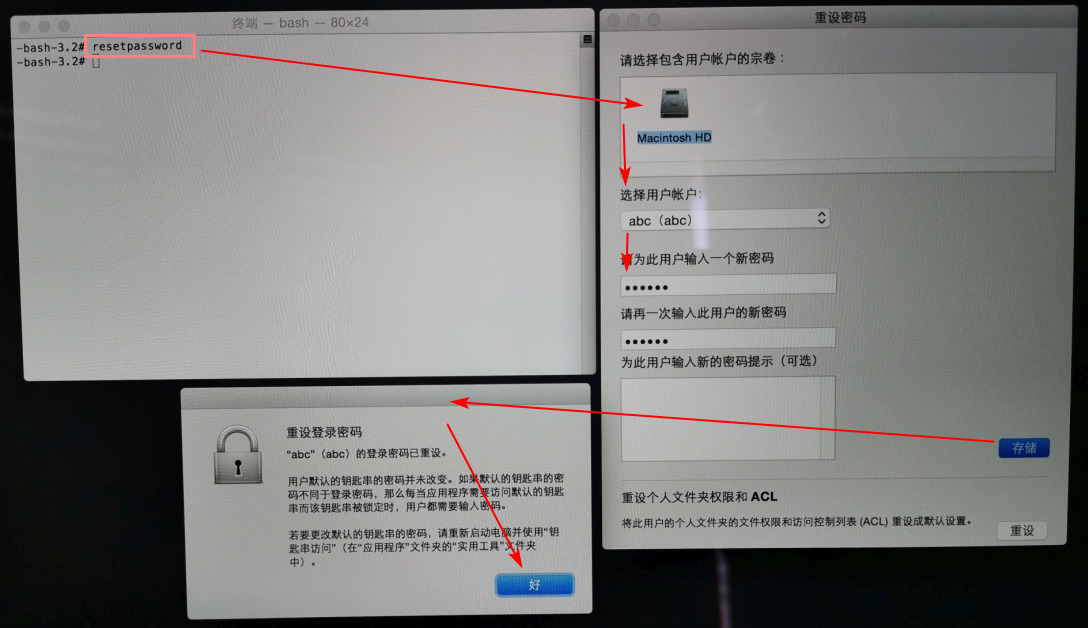 终端 — bash — 80×24
-bash-3.2# resetpassword
-bash-3.2#
重设密码
请选择包含用户帐户的宗卷：
Macintosh HD
选择用户帐户:
abc（abc）
请为此用户输入一个新密码
••••••
请再一次输入此用户的新密码
••••••
为此用户输入新的密码提示（可选）
存储
重设个人文件夹权限和 ACL
将此用户的个人文件夹的文件权限和访问控制列表 (ACL) 重设成默认设置。
重设
重设登录密码
“abc”（abc）的登录密码已重设。
用户默认的钥匙串的密码并未改变。如果默认的钥匙串的密
码不同于登录密码，那么每当应用程序需要访问默认的钥匙
串而该钥匙串被锁定时，用户都需要输入密码。
若要更改默认的钥匙串的密码，请重新启动电脑并使用“钥
匙串访问”（在“应用程序”文件夹的“实用工具”文件夹
中）。
好